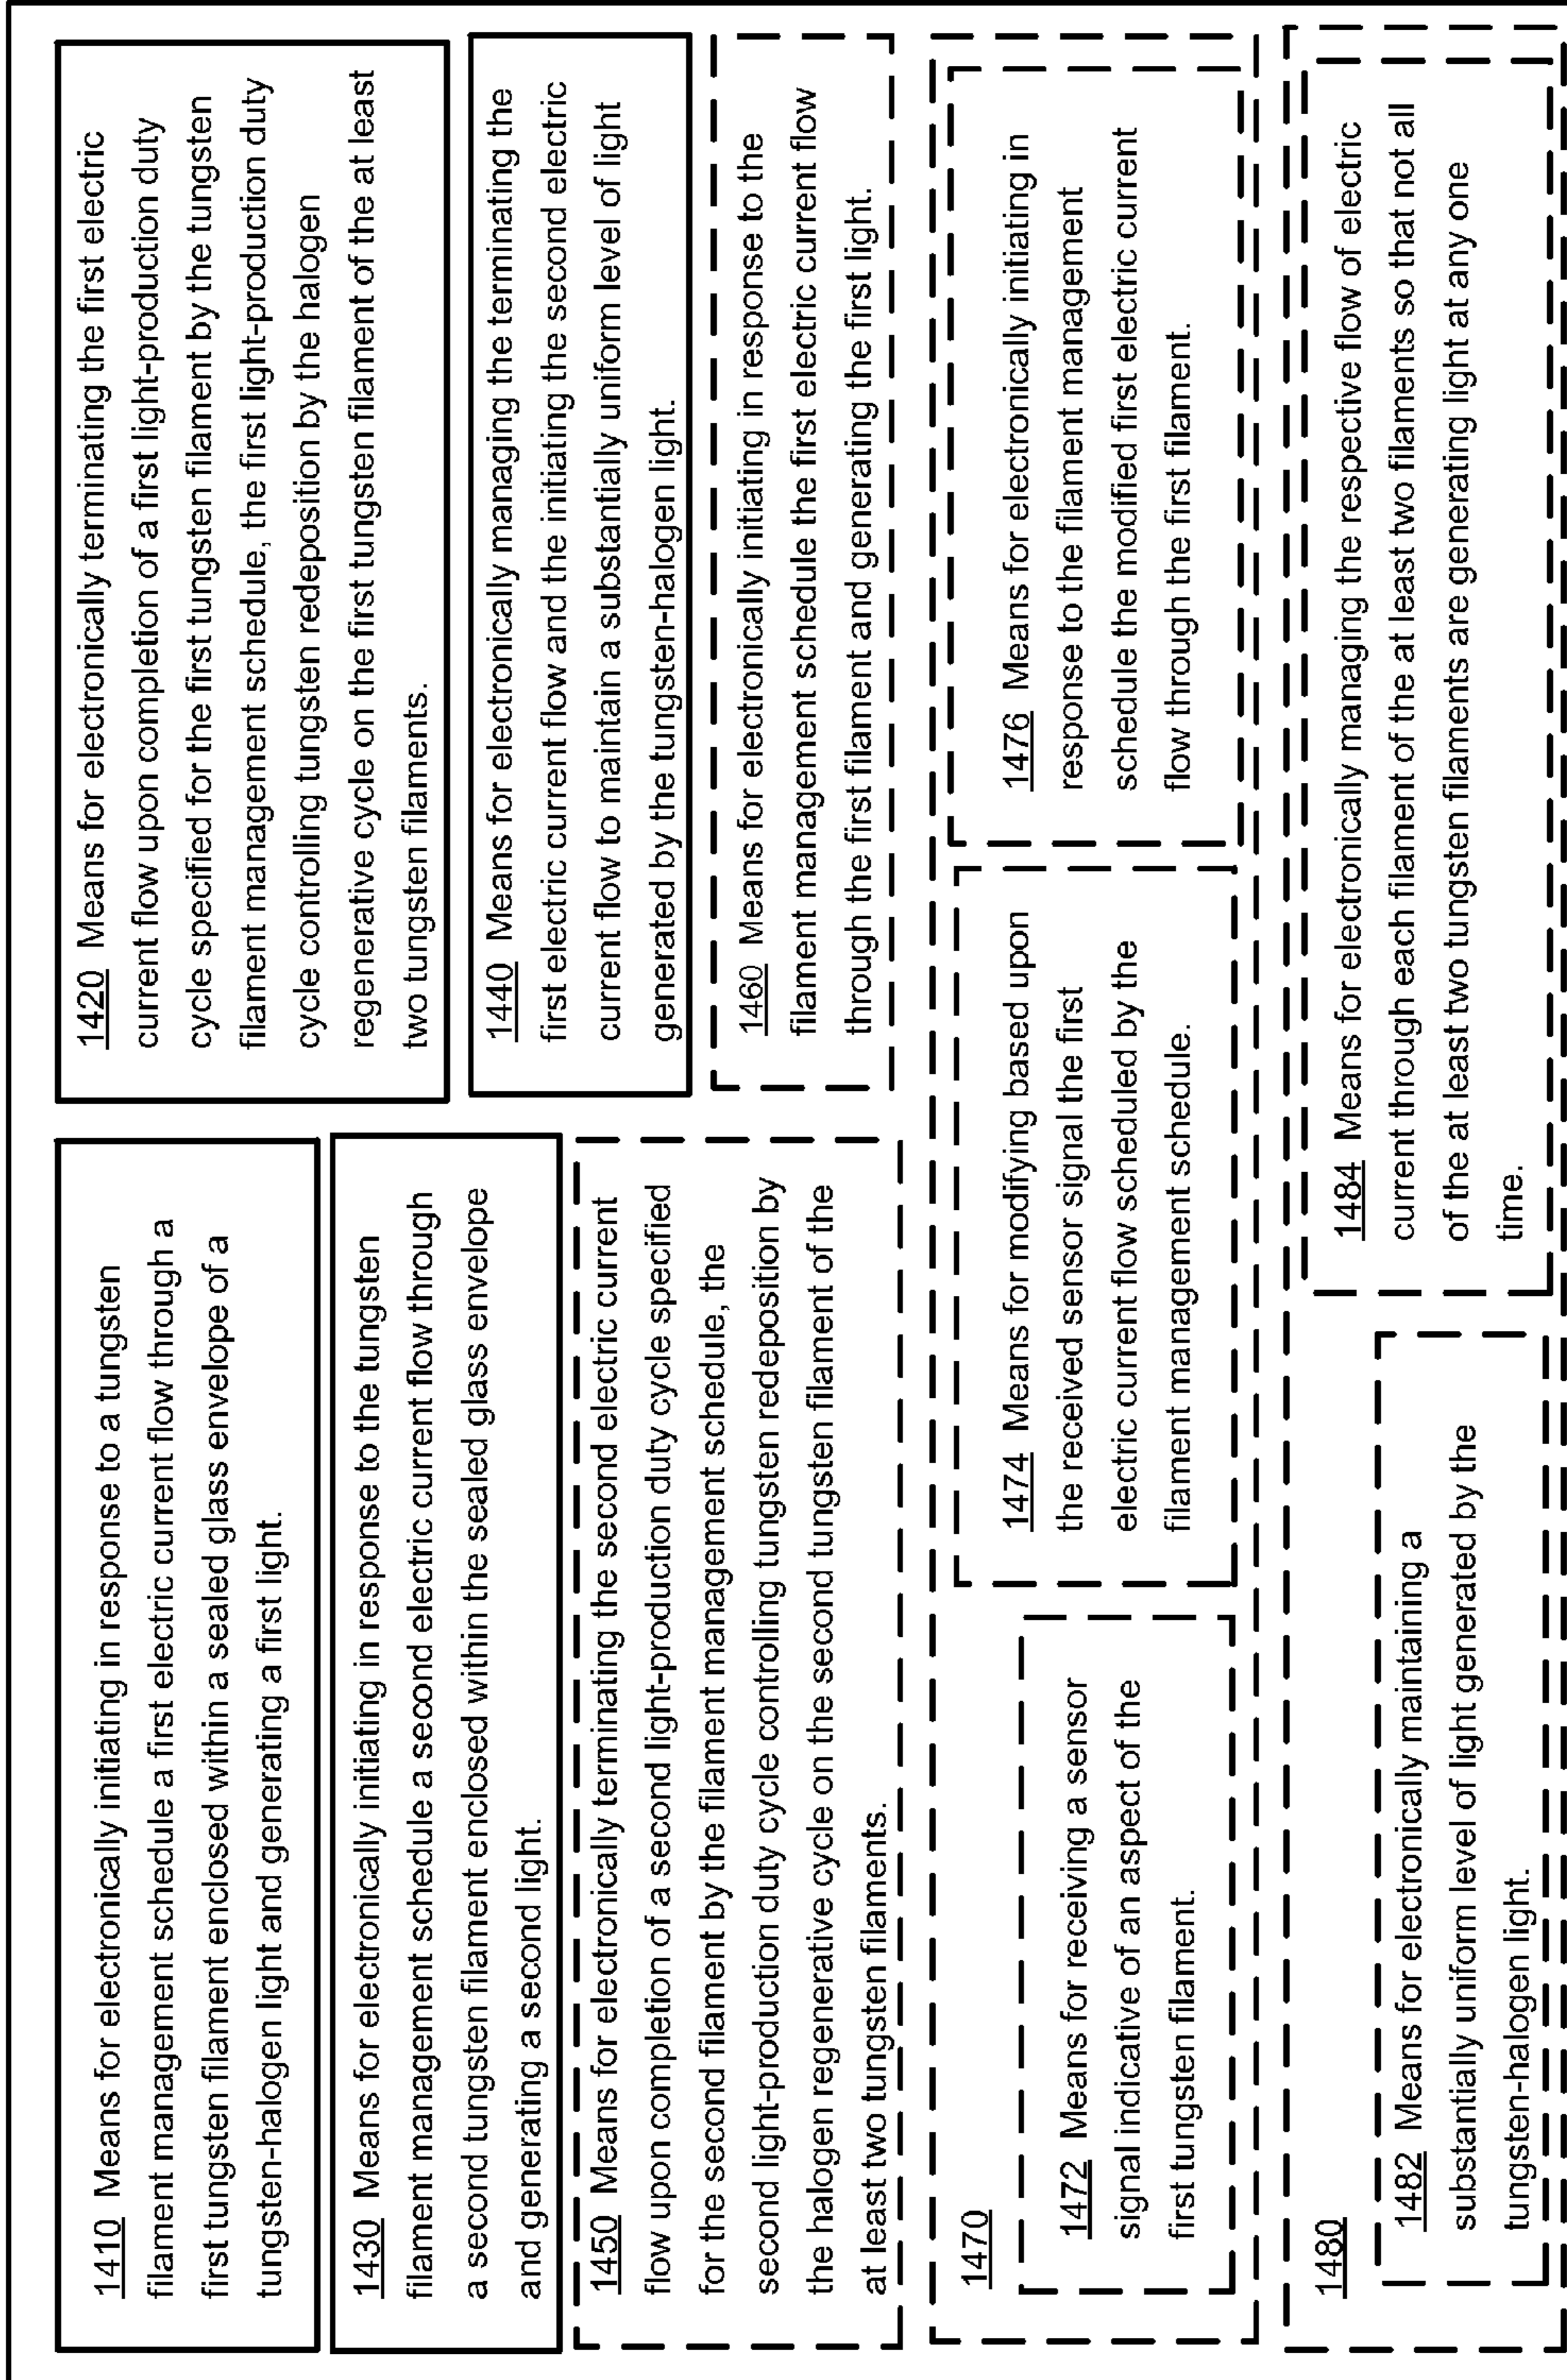 1410 Means for electronically initiating in response to a tungsten
filament management schedule a first electric current flow through a
first tungsten filament enclosed within a sealed glass envelope of a
tungsten-halogen light and generating a first light.
1420 Means for electronically terminating the first electric
current flow upon completion of a first light-production duty
cycle specified for the first tungsten filament by the tungsten
filament management schedule, the first light-production duty
cycle controlling tungsten redeposition by the halogen
regenerative cycle on the first tungsten filament of the at least
two tungsten filaments.
1430 Means for electronically initiating in response to the tungsten
filament management schedule a second electric current flow through
a second tungsten filament enclosed within the sealed glass envelope
and generating a second light.
1440 Means for electronically managing the terminating the
first electric current flow and the initiating the second electric
current flow to maintain a substantially uniform level of light
generated by the tungsten-halogen light.
1450 Means for electronically terminating the second electric current
flow upon completion of a second light-production duty cycle specified
for the second filament by the filament management schedule, the
second light-production duty cycle controlling tungsten redeposition by
the halogen regenerative cycle on the second tungsten filament of the
at least two tungsten filaments.
1460 Means for electronically initiating in response to the
filament management schedule the first electric current flow
through the first filament and generating the first light.
1470
1472 Means for receiving a sensor
signal indicative of an aspect of the
first tungsten filament.
1474 Means for modifying based upon
the received sensor signal the first
electric current flow scheduled by the
filament management schedule.
1476 Means for electronically initiating in
response to the filament management
schedule the modified first electric current
flow through the first filament.
1480
1482 Means for electronically maintaining a
substantially uniform level of light generated by the
tungsten-halogen light.
1484 Means for electronically managing the respective flow of electric
current through each filament of the at least two filaments so that not all
of the at least two tungsten filaments are generating light at any one
time.